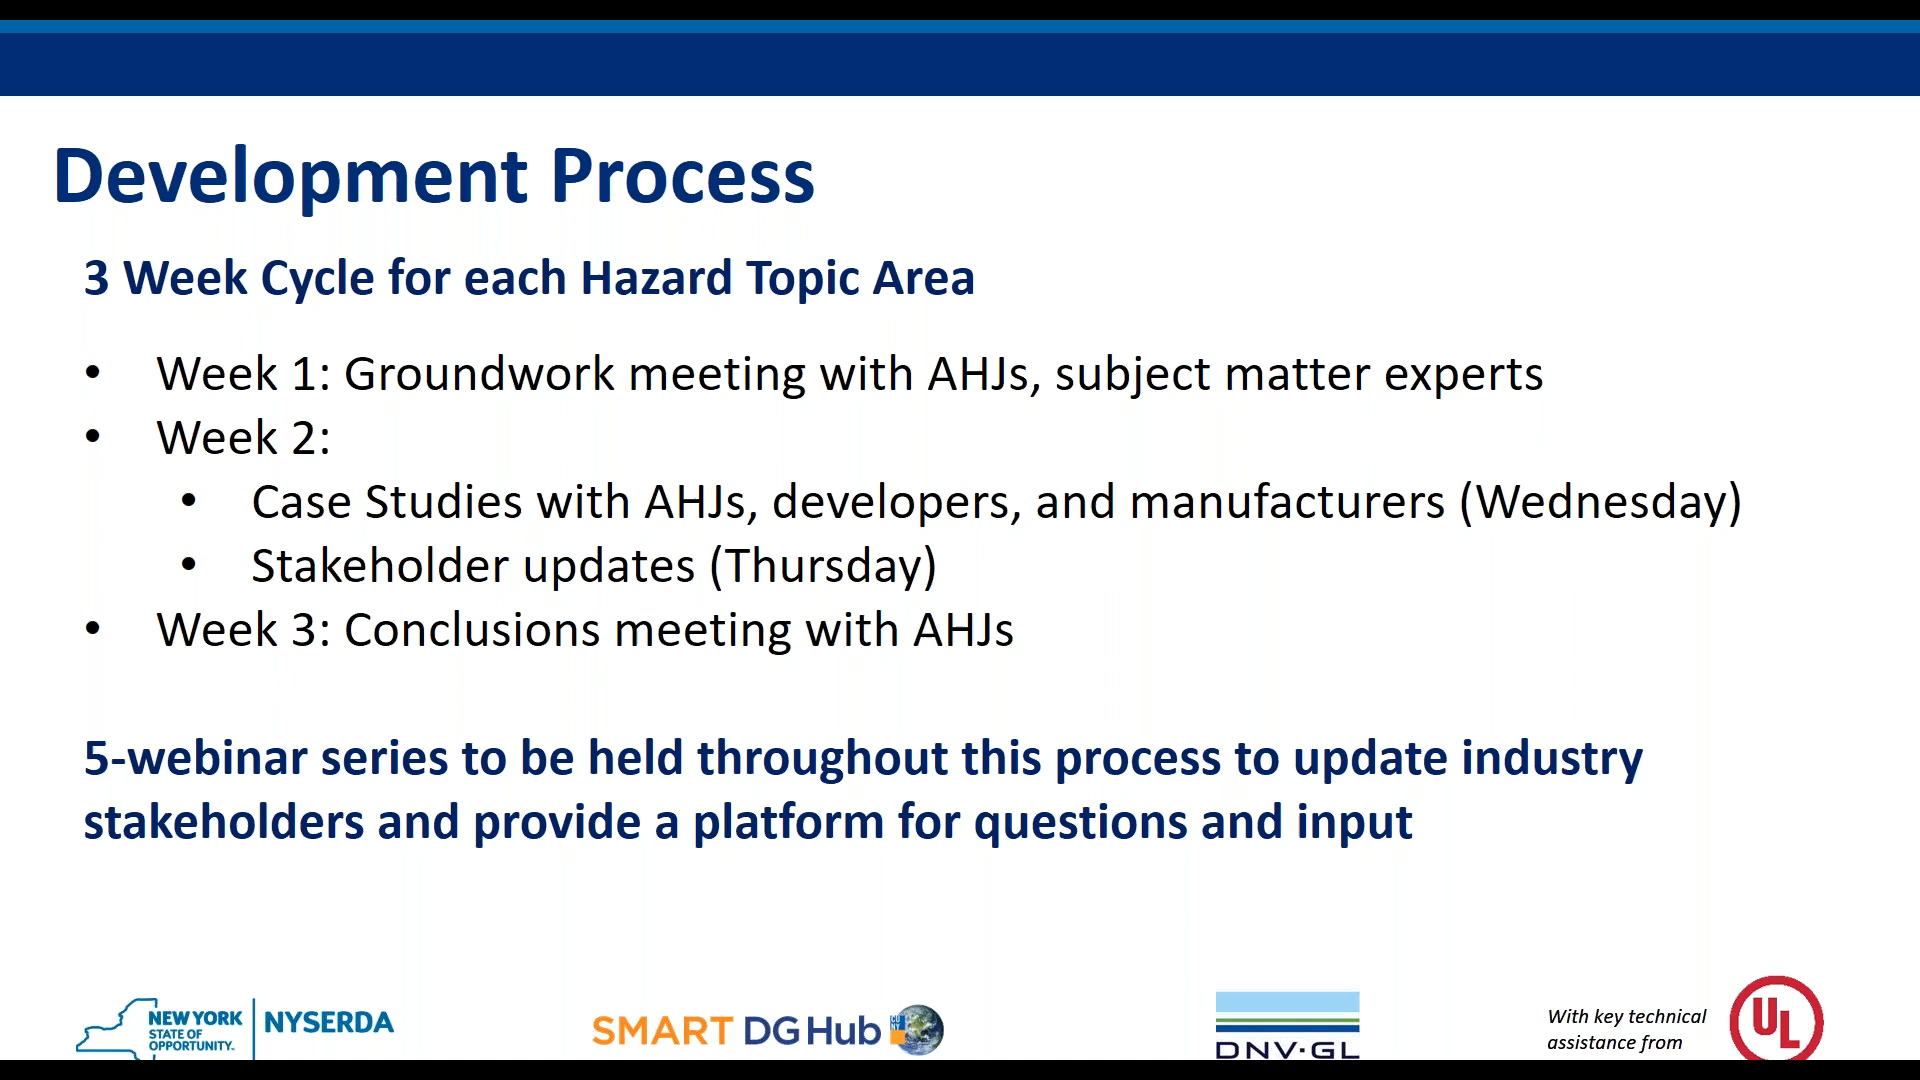 Development Process
3 Week Cycle for each Hazard Topic Area
• Week 1: Groundwork meeting with AHJs, subject matter experts
• Week 2:
• Case Studies with AHJs, developers, and manufacturers (Wednesday)
• Stakeholder updates (Thursday)
• Week 3: Conclusions meeting with AHJs
5-webinar series to be held throughout this process to update industry
stakeholders and provide a platform for questions and input
NEW YORK
STATE OF
OPPORTUNITY.
NYSERDA
SMART DG Hub
DNV·GL
With key technical
assistance from
UL